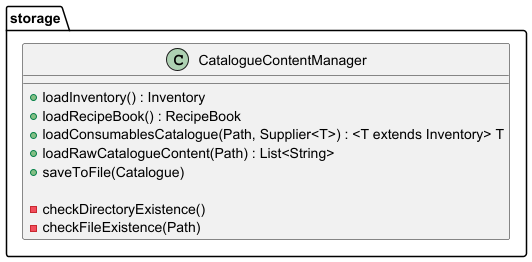 storage
C CatalogueContentManager
loadInventory() : Inventory
loadRecipeBook() : RecipeBook
loadConsumablesCatalogue(Path, Supplier<T>) : <T extends Inventory> T
loadRawCatalogueContent(Path) : List<String>
saveToFile(Catalogue)
checkDirectoryExistence()
checkFileExistence(Path)